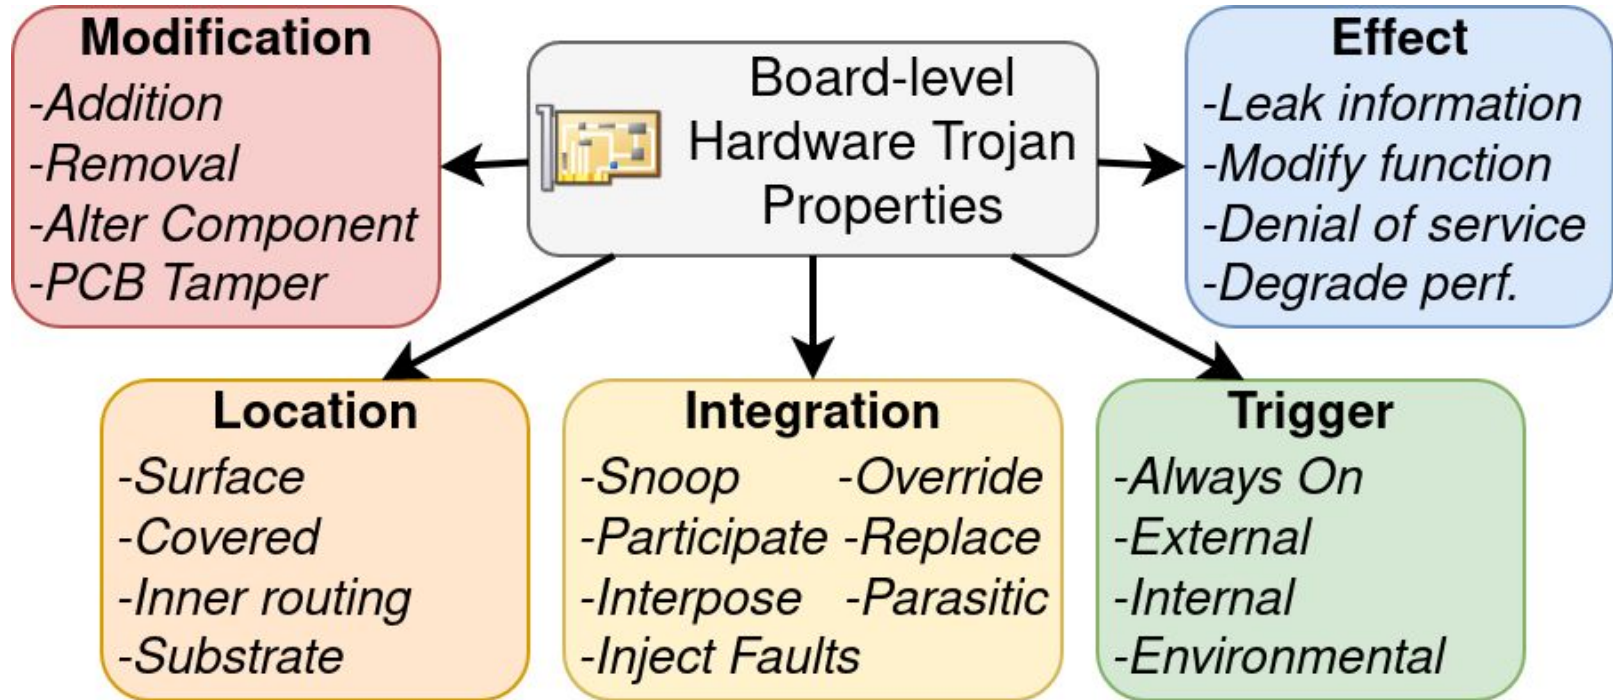 Modification
-Addition
-Removal
-Alter Component
-PCB Tamper
Board-level
Hardware Trojan
Properties
Effect
-Leak information
-Modify function
-Denial of service
-Degrade perf.
Location
-Surface
-Covered
-Inner routing
-Substrate
Integration
-Snoop -Override
-Participate -Replace
-Interpose -Parasitic
-Inject Faults
Trigger
-Always On
-External
-Internal
-Environmental